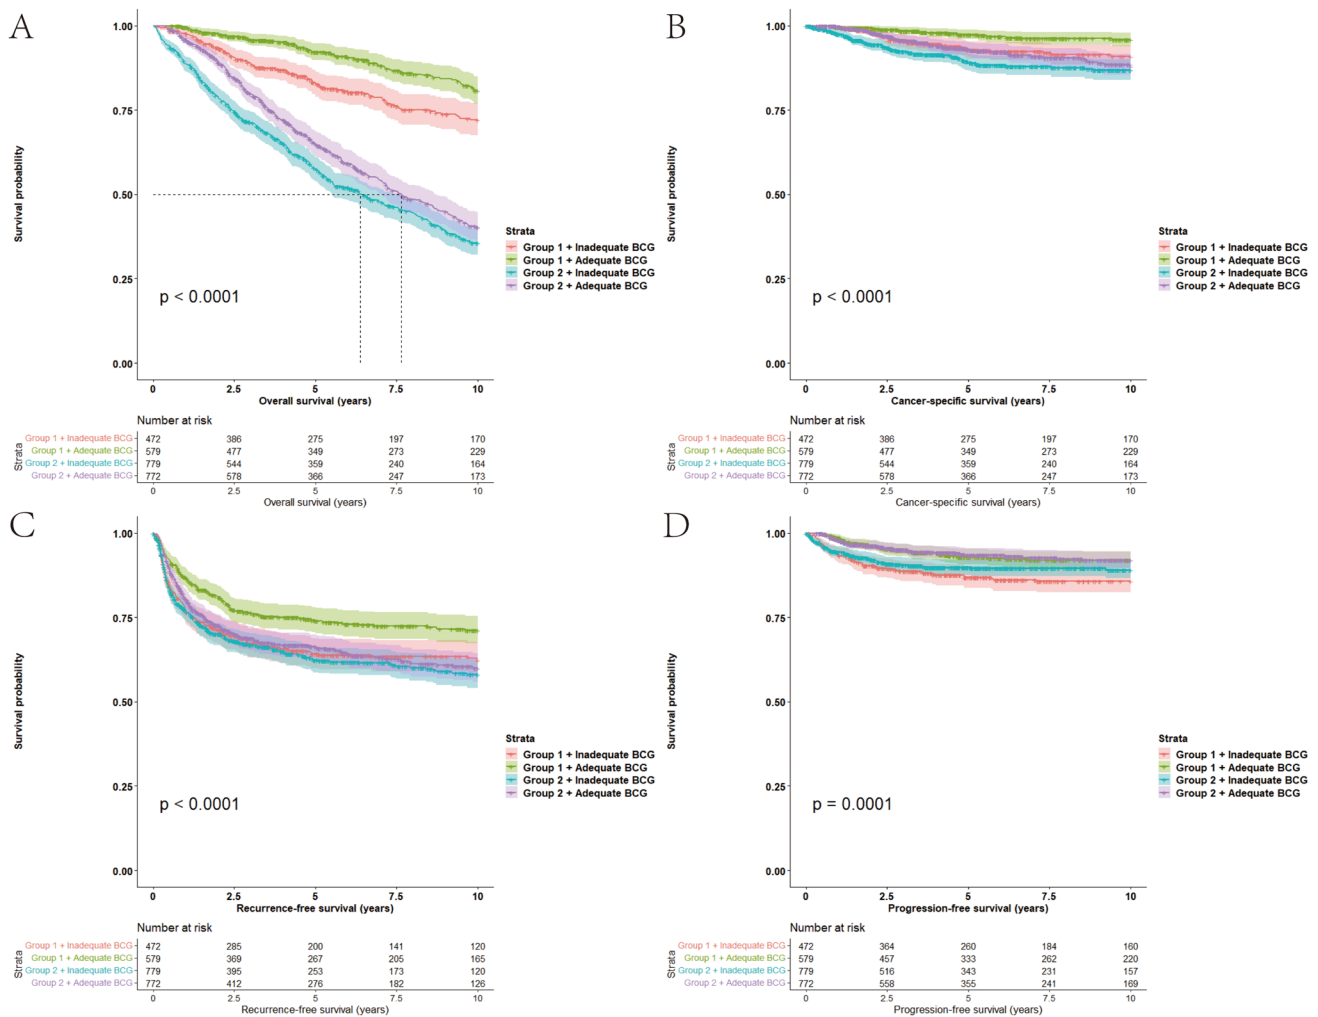 A
1.00
0.75
0.50
0.25
0.00
Survival probability
p < 0.0001
0 2.5 5 7.5 10
Overall survival (years)
Strata
Group 1 + Inadequate BCG
Group 1 + Adequate BCG
Group 2 + Inadequate BCG
Group 2 + Adequate BCG
Number at risk
Strata
Group 1 + Inadequate BCG 472 386 275 197 170
Group 1 + Adequate BCG 579 477 349 273 229
Group 2 + Inadequate BCG 779 544 359 240 164
Group 2 + Adequate BCG 772 578 366 247 173
0 2.5 5 7.5 10
Overall survival (years)
B
1.00
0.75
0.50
0.25
0.00
Survival probability
p < 0.0001
0 2.5 5 7.5 10
Cancer-specific survival (years)
Strata
Group 1 + Inadequate BCG
Group 1 + Adequate BCG
Group 2 + Inadequate BCG
Group 2 + Adequate BCG
Number at risk
Strata
Group 1 + Inadequate BCG 472 386 275 197 170
Group 1 + Adequate BCG 579 477 349 273 229
Group 2 + Inadequate BCG 779 544 359 240 164
Group 2 + Adequate BCG 772 578 366 247 173
0 2.5 5 7.5 10
Cancer-specific survival (years)
C
1.00
0.75
0.50
0.25
0.00
Survival probability
p < 0.0001
0 2.5 5 7.5 10
Recurrence-free survival (years)
Strata
Group 1 + Inadequate BCG
Group 1 + Adequate BCG
Group 2 + Inadequate BCG
Group 2 + Adequate BCG
Number at risk
Strata
Group 1 + Inadequate BCG 472 285 200 141 120
Group 1 + Adequate BCG 579 369 267 205 165
Group 2 + Inadequate BCG 779 395 253 173 120
Group 2 + Adequate BCG 772 412 276 182 126
0 2.5 5 7.5 10
Recurrence-free survival (years)
D
1.00
0.75
0.50
0.25
0.00
Survival probability
p = 0.0001
0 2.5 5 7.5 10
Progression-free survival (years)
Strata
Group 1 + Inadequate BCG
Group 1 + Adequate BCG
Group 2 + Inadequate BCG
Group 2 + Adequate BCG
Number at risk
Strata
Group 1 + Inadequate BCG 472 364 260 184 160
Group 1 + Adequate BCG 579 457 333 262 220
Group 2 + Inadequate BCG 779 516 343 231 157
Group 2 + Adequate BCG 772 558 355 241 169
0 2.5 5 7.5 10
Progression-free survival (years)